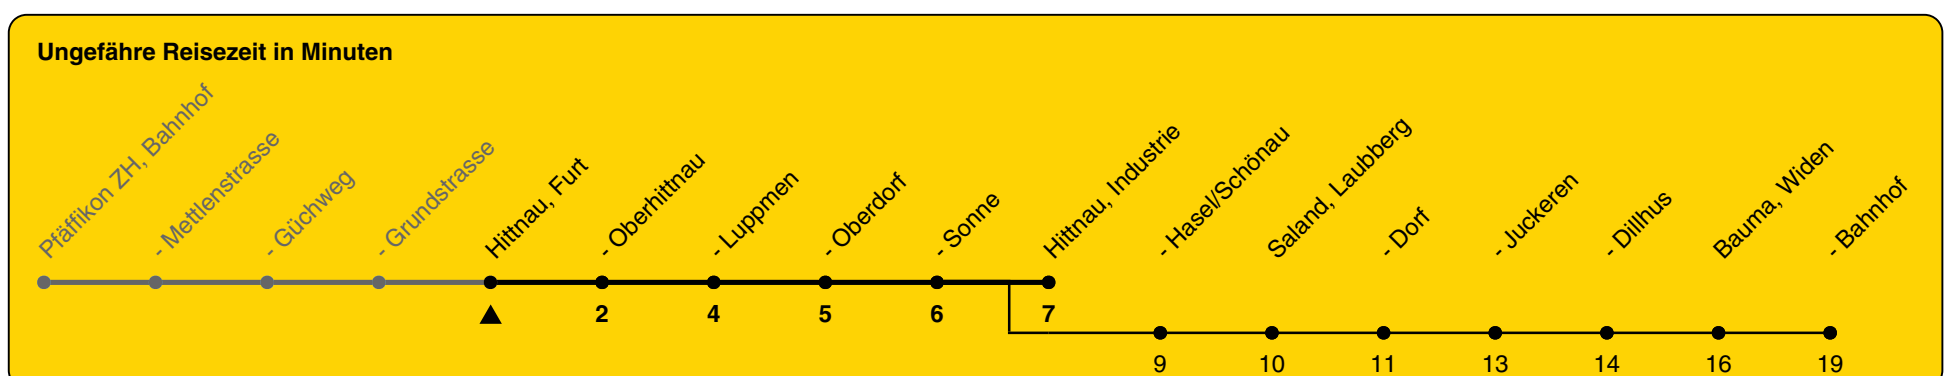 Ungefähre Reisezeit in Minuten
Pfäffikon ZH, Bahnhof
- Mettlenstrasse
- Güchweg
- Grundstrasse
Hittnau, Furt
- Oberhittnau
- Luppmen
- Oberdorf
- Sonne
Hittnau, Industrie
- Hasel/Schönau
Saland, Laubberg
- Dorf
- Juckeren
- Dillhus
Bauma, Widen
- Bahnhof
2 4 5 6 7
9 10 11 13 14 16 19